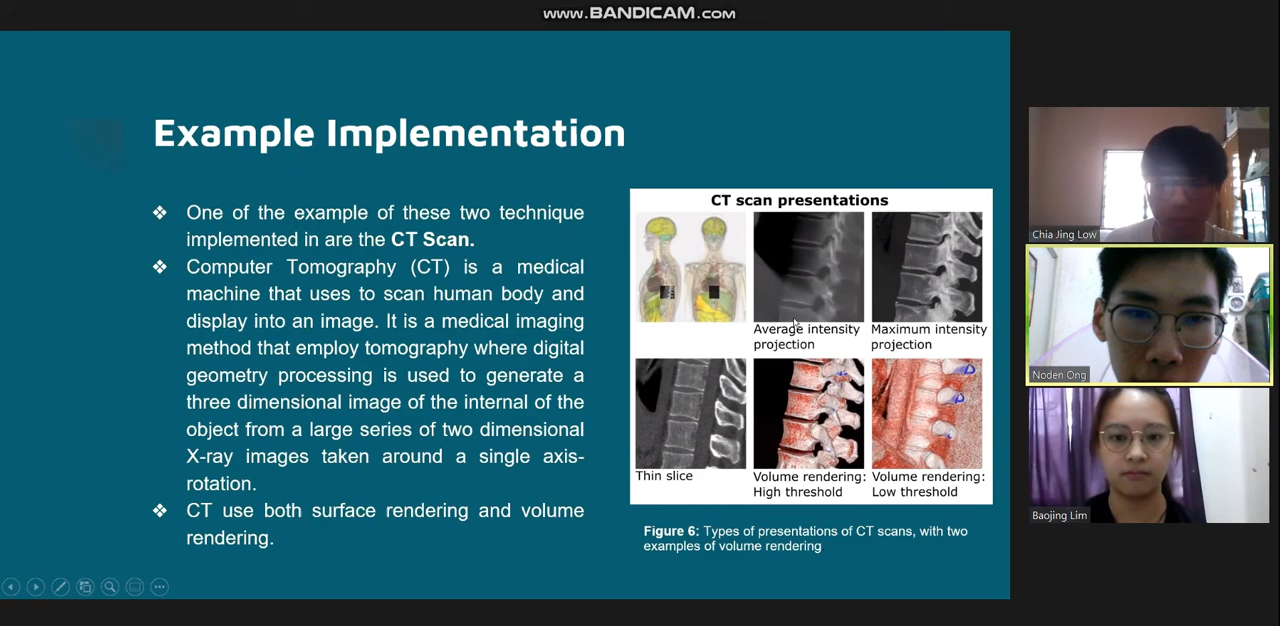 WWW.BANDICAM.COM
Example Implementation
❖ One of the example of these two technique
implemented in are the CT Scan.
❖ Computer Tomography (CT) is a medical
machine that uses to scan human body and
display into an image. It is a medical imaging
method that employ tomography where digital
geometry processing is used to generate a
three dimensional image of the internal of the
object from a large series of two dimensional
X-ray images taken around a single axis-
rotation.
❖ CT use both surface rendering and volume
rendering.
CT scan presentations
Average intensity
projection
Maximum intensity
projection
Thin slice
Volume rendering:
High threshold
Volume rendering:
Low threshold
Figure 6: Types of presentations of CT scans, with two
examples of volume rendering
Chia Jing Low
Noden Ong
Baojing Lim